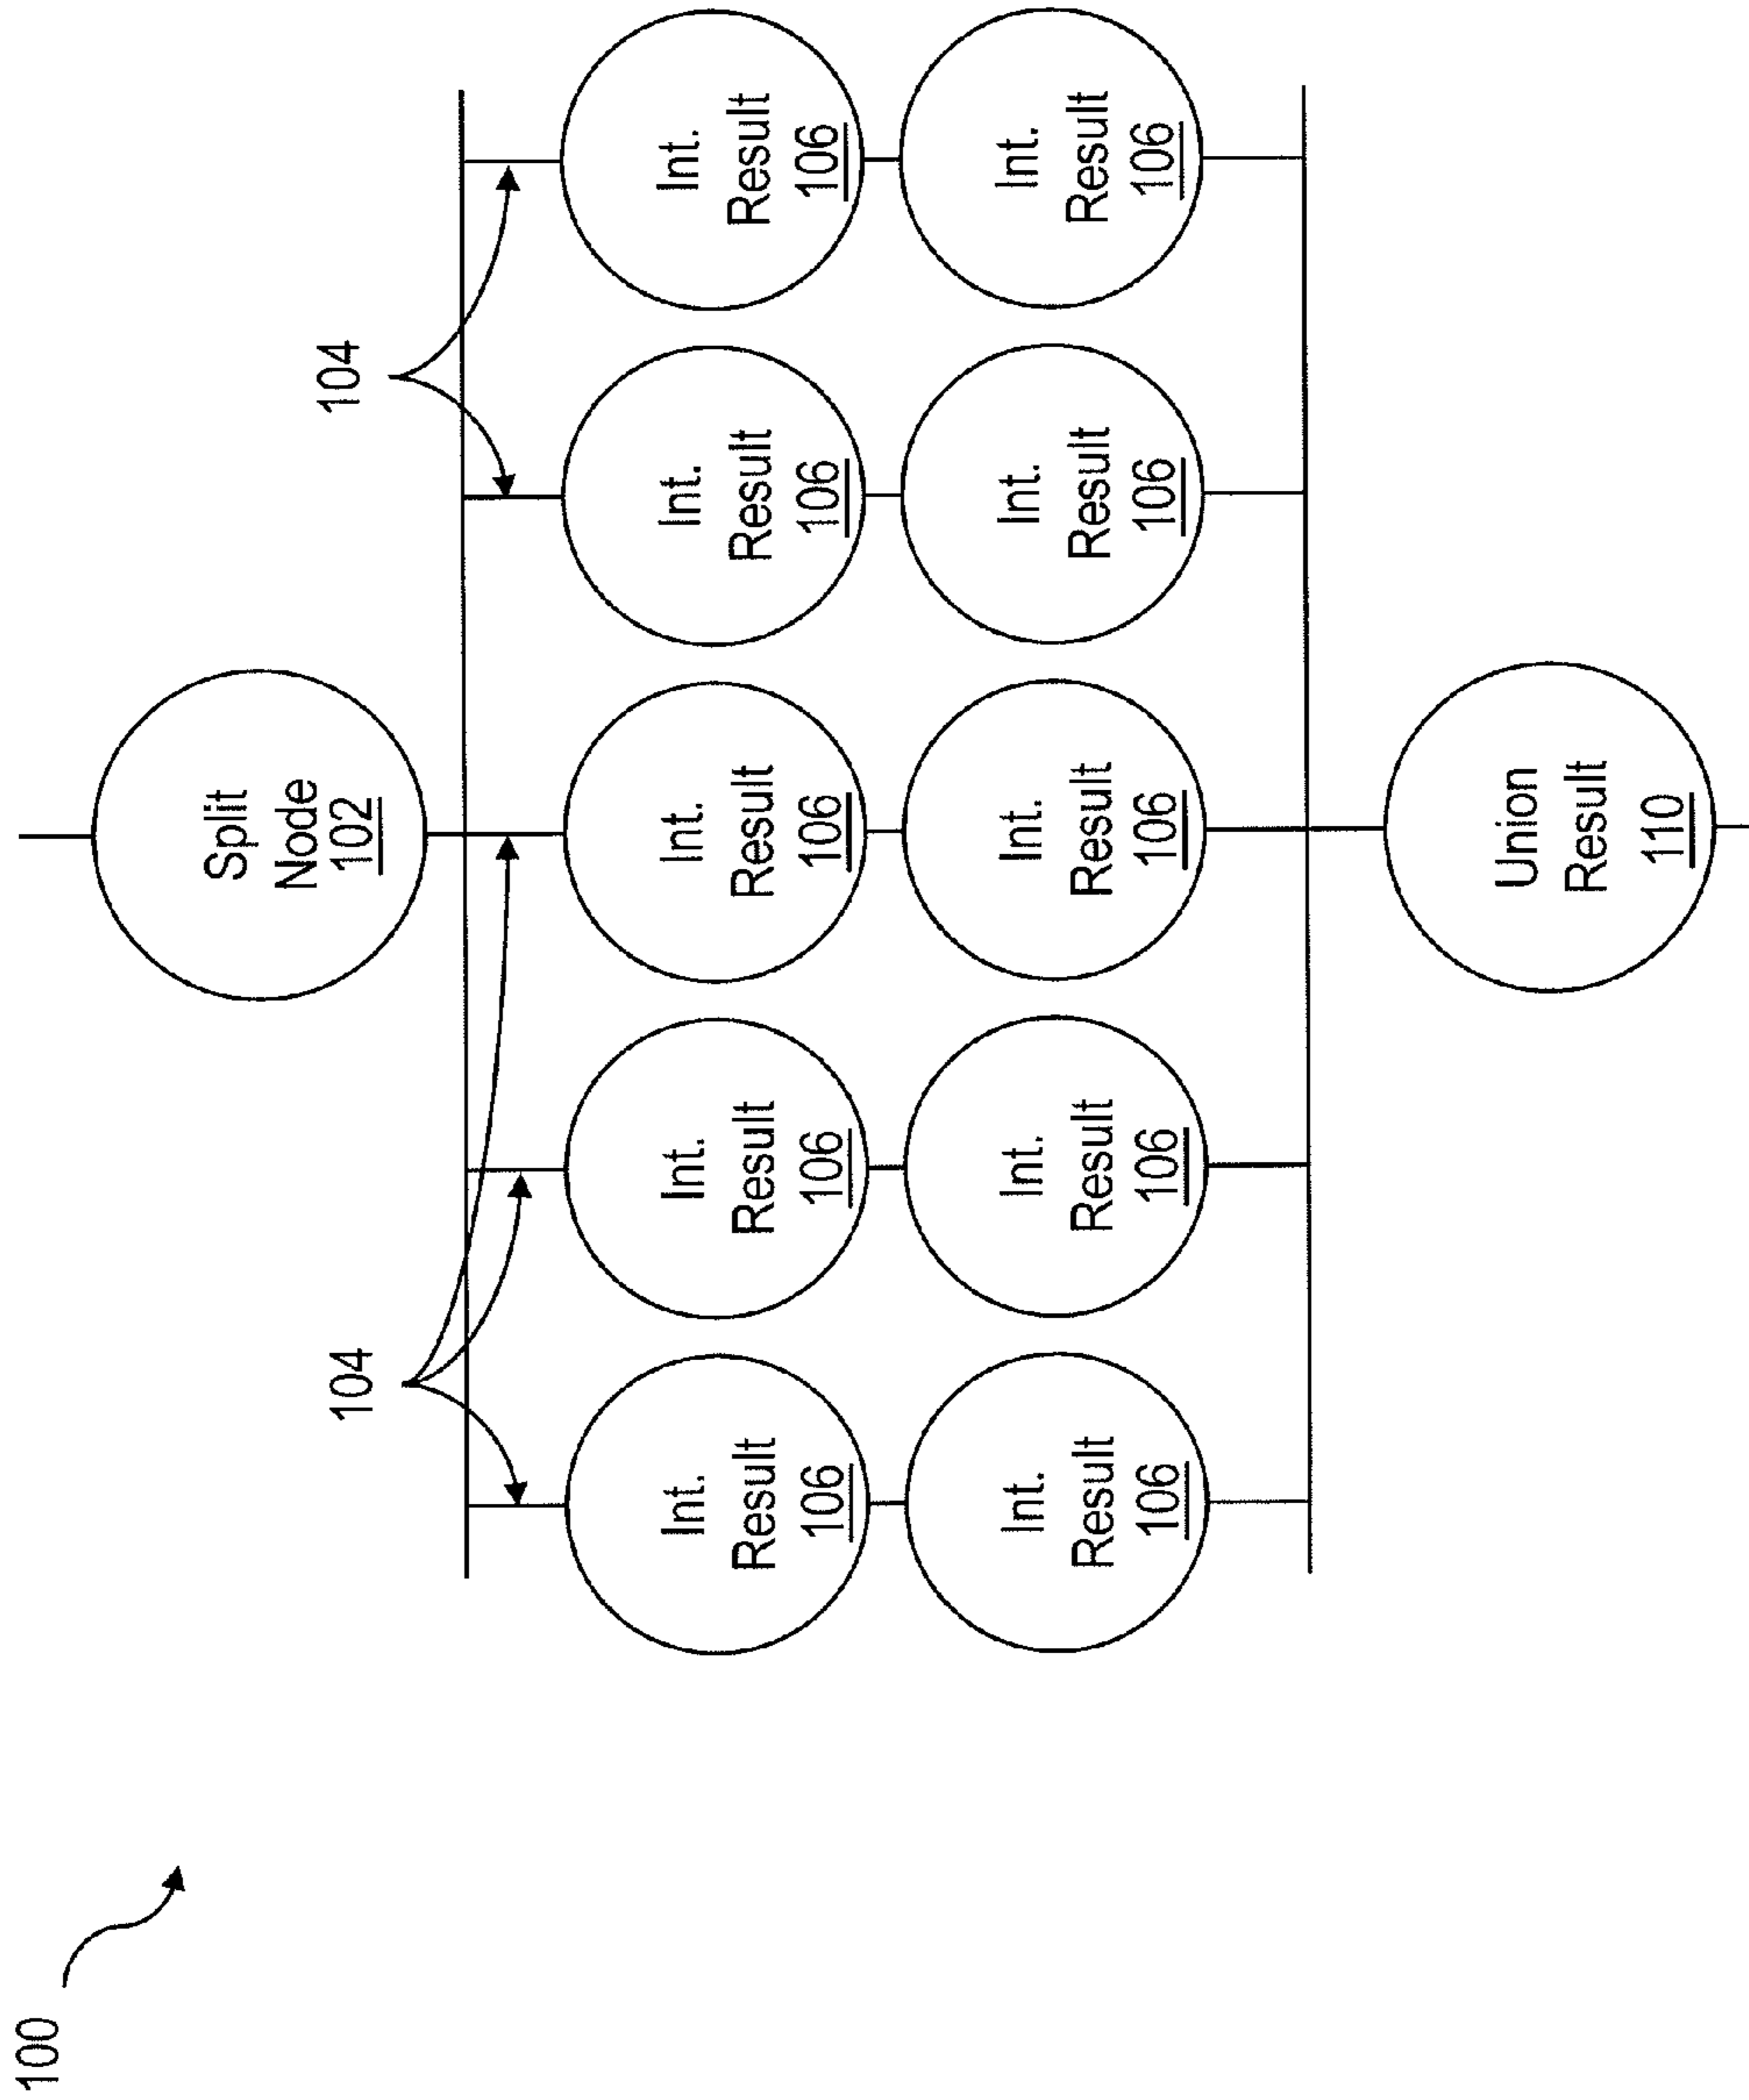 100
Split
Node
102
104
104
Int.
Result
106
Int.
Result
106
Int.
Result
106
Int.
Result
106
Int.
Result
106
Int.
Result
106
Int.
Result
106
Int.
Result
106
Int.
Result
106
Int.
Result
106
Union
Result
110